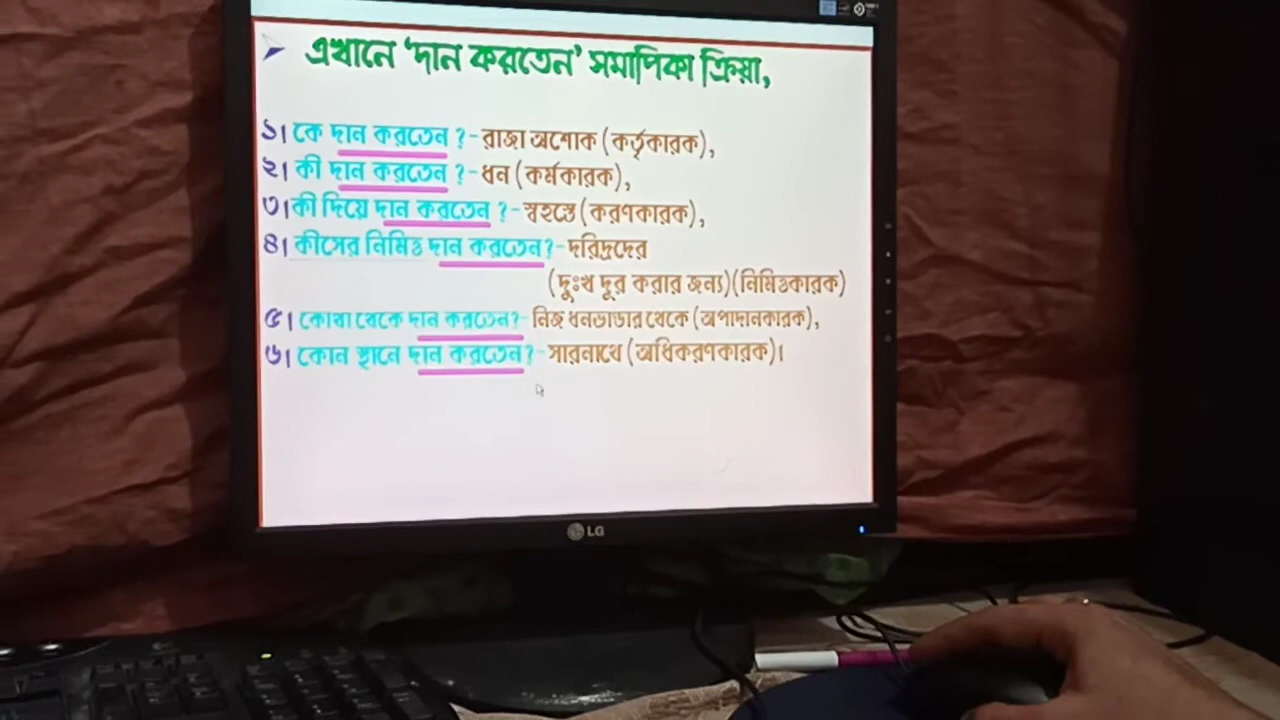 এখানে ‘দান করতেন’ সমাপিকা ক্রিয়া,
১। কে দান করতেন ?- রাজা অশোক (কর্তৃকারক),
২। কী দান করতেন ?- ধন (কর্মকারক),
৩। কী দিয়ে দান করতেন ?- স্বহস্তে (করণকারক),
৪। কীসের নিমিত্ত দান করতেন?- দরিদ্রদের
(দুঃখ দূর করার জন্য)(নিমিত্তকারক)
৫। কোথা থেকে দান করতেন?- নিজ ধনভাণ্ডার থেকে (অপাদানকারক),
৬। কোন স্থানে দান করতেন?- সারনাথে (অধিকরণকারক)।
LG